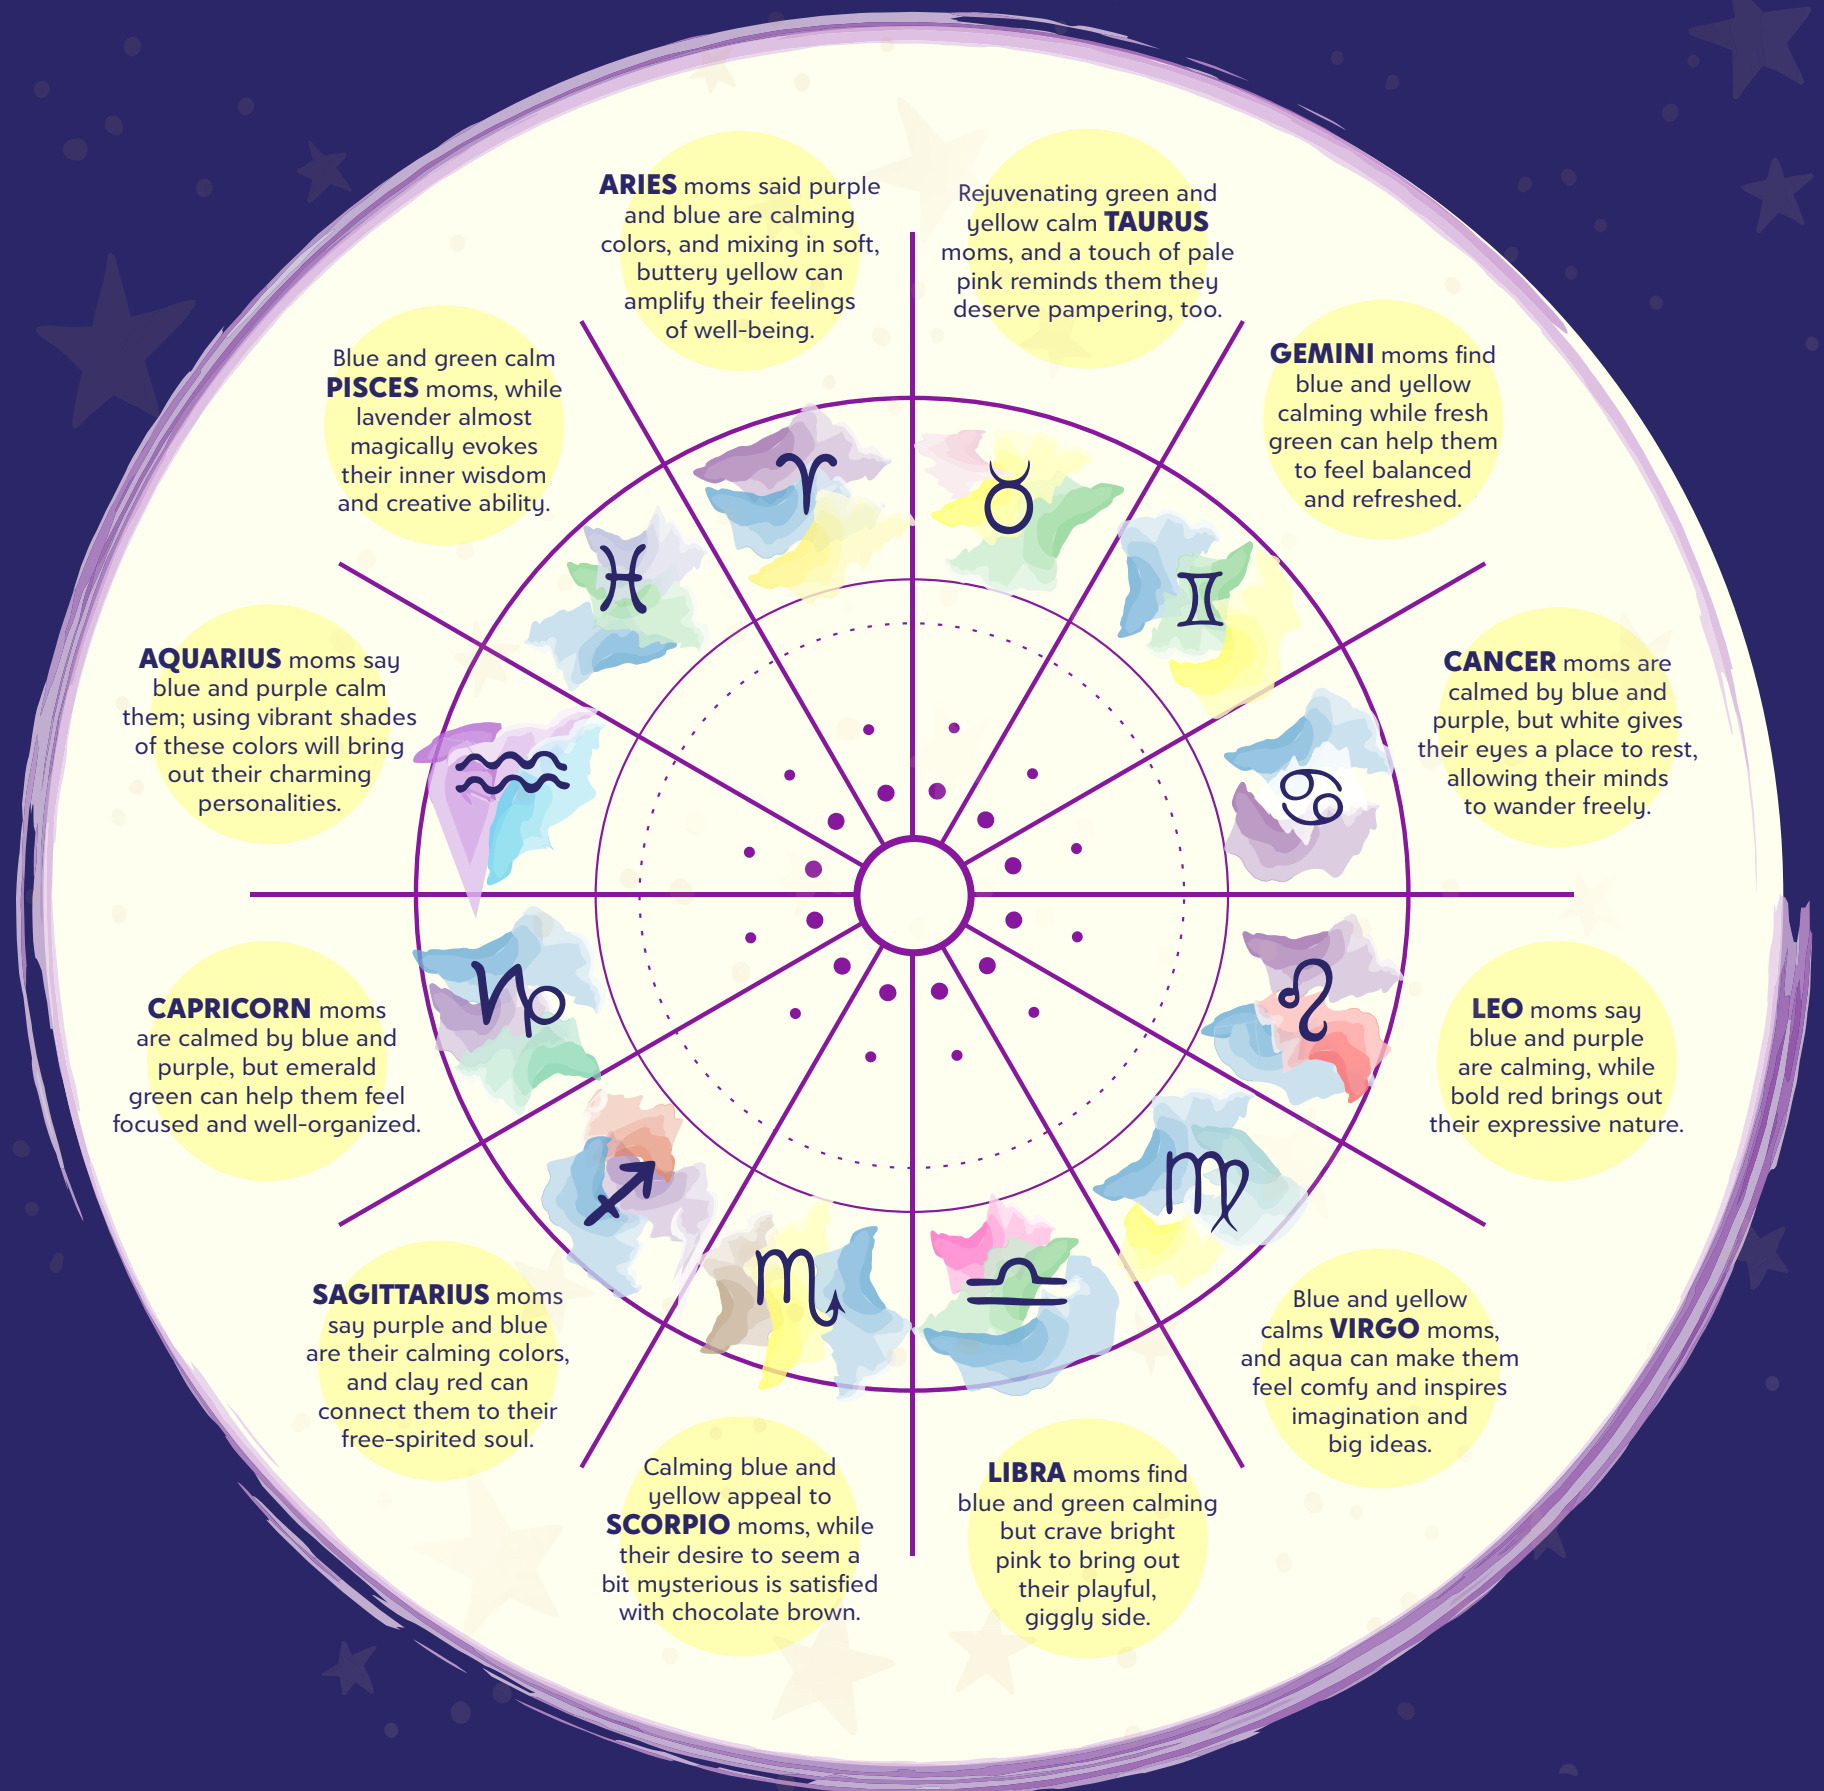 ARIES moms said purple
and blue are calming
colors, and mixing in soft,
buttery yellow can
amplify their feelings
of well-being.
Rejuvenating green and
yellow calm TAURUS
moms, and a touch of pale
pink reminds them they
deserve pampering, too.
GEMINI moms find
blue and yellow
calming while fresh
green can help them
to feel balanced
and refreshed.
CANCER moms are
calmed by blue and
purple, but white gives
their eyes a place to rest,
allowing their minds
to wander freely.
LEO moms say
blue and purple
are calming, while
bold red brings out
their expressive nature.
Blue and yellow
calms VIRGO moms,
and aqua can make them
feel comfy and inspires
imagination and
big ideas.
LIBRA moms find
blue and green calming
but crave bright
pink to bring out
their playful,
giggly side.
Calming blue and
yellow appeal to
SCORPIO moms, while
their desire to seem a
bit mysterious is satisfied
with chocolate brown.
SAGITTARIUS moms
say purple and blue
are their calming colors,
and clay red can
connect them to their
free-spirited soul.
CAPRICORN moms
are calmed by blue and
purple, but emerald
green can help them feel
focused and well-organized.
AQUARIUS moms say
blue and purple calm
them; using vibrant shades
of these colors will bring
out their charming
personalities.
Blue and green calm
PISCES moms, while
lavender almost
magically evokes
their inner wisdom
and creative ability.